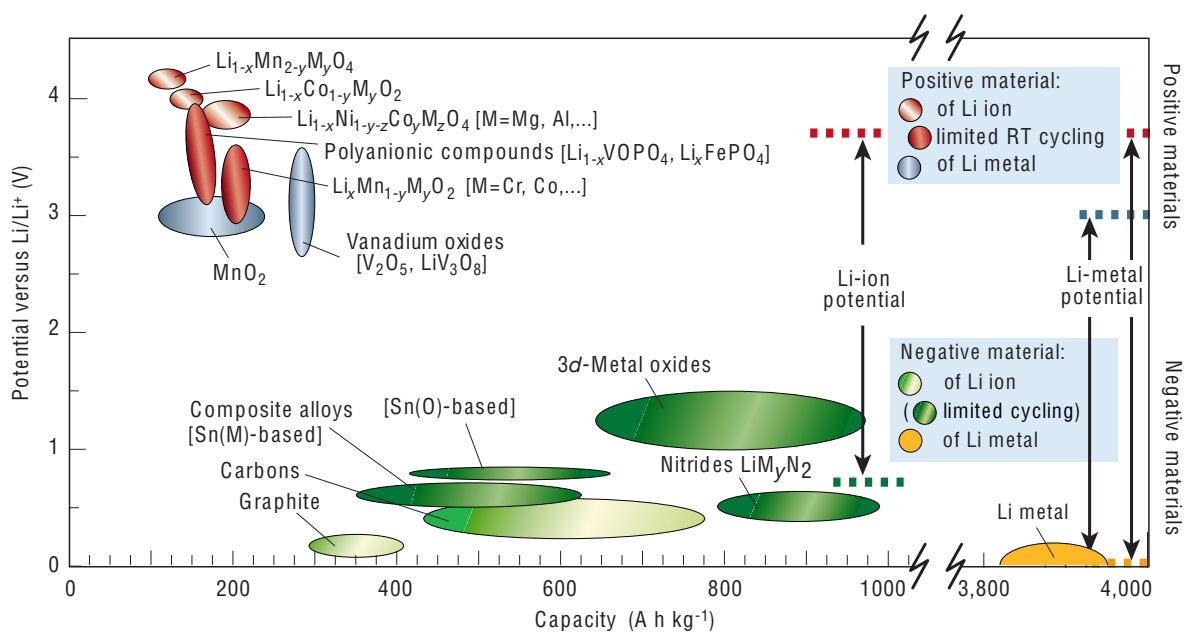 Li1-xMn2-yMyO4
Li1-xCo1-yMyO2
Li1-xNi1-y-zCoyMzO4 [M=Mg, Al,...]
Polyanionic compounds [Li1-xVOPO4, LixFePO4]
LixMn1-yMyO2 [M=Cr, Co,...]
Vanadium oxides
[V2O5, LiV3O8]
MnO2
Positive material:
of Li ion
limited RT cycling
of Li metal
Li-ion
potential
Li-metal
potential
Negative material:
of Li ion
( limited cycling)
of Li metal
3d-Metal oxides
[Sn(O)-based]
Composite alloys
[Sn(M)-based]
Carbons
Graphite
Nitrides LiMyN2
Li metal
Positive materials
Negative materials
Potential versus Li/Li+ (V)
4
3
2
1
0
0 200 400 600 800 1000 3,800 4,000
Capacity (A h kg-1)